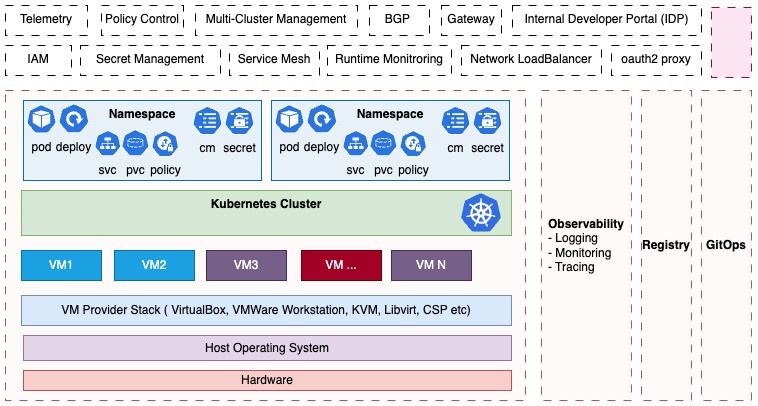 Telemetry
Policy Control
Multi-Cluster Management
BGP
Gateway
Internal Developer Portal (IDP)
IAM
Secret Management
Service Mesh
Runtime Monitroring
Network LoadBalancer
oauth2 proxy
Namespace
pod deploy
cm secret
svc pvc policy
Namespace
pod deploy
cm secret
svc pvc policy
Kubernetes Cluster
VM1
VM2
VM3
VM ...
VM N
VM Provider Stack ( VirtualBox, VMWare Workstation, KVM, Libvirt, CSP etc)
Host Operating System
Hardware
Observability
- Logging
- Monitoring
- Tracing
Registry
GitOps